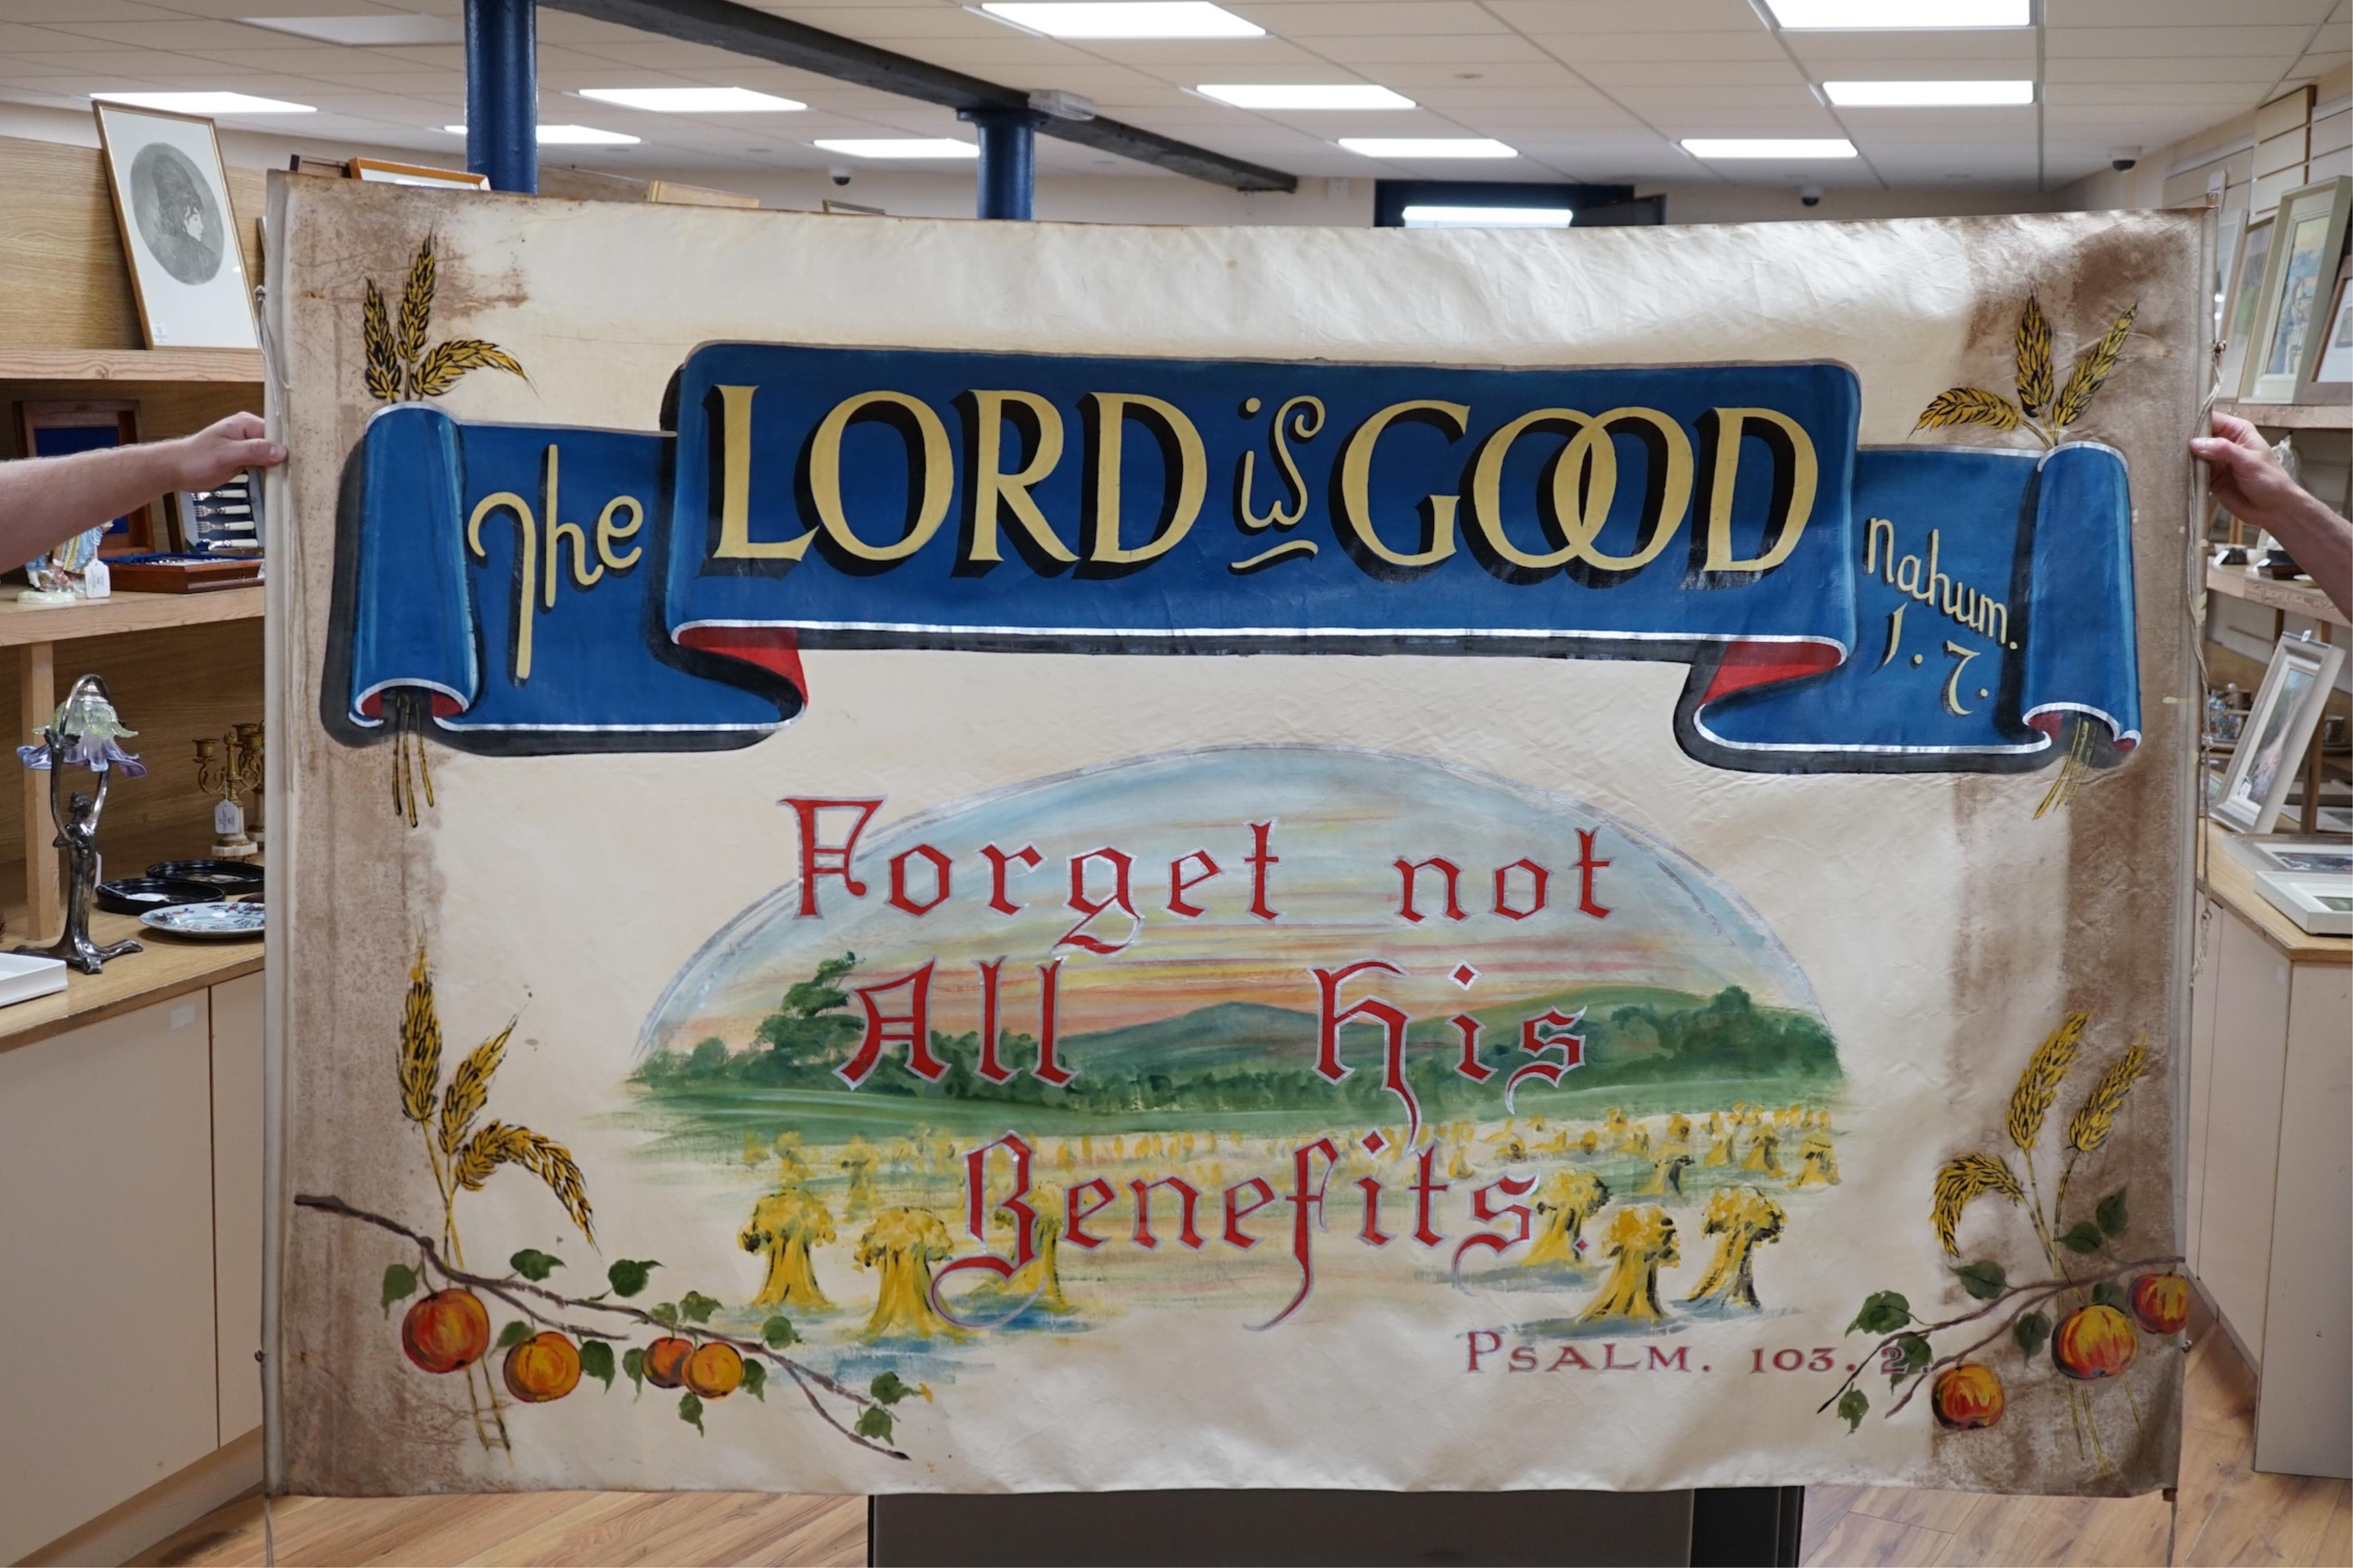 The LORD is GOOD
Nahum.
1. 7.
Forget not
All His
Benefits.
PSALM. 103. 2.